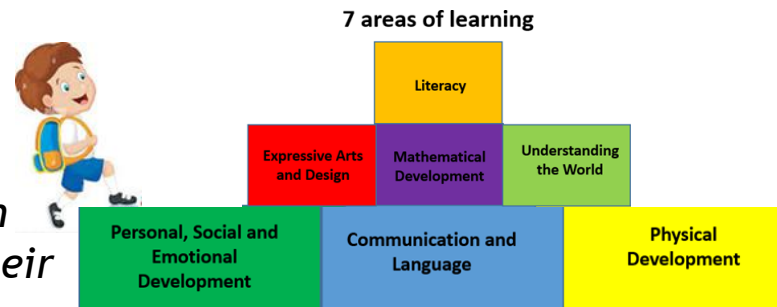 7 areas of learning
Literacy
Expressive Arts
and Design
Mathematical
Development
Understanding
the World
Personal, Social and
Emotional
Development
Communication and
Language
Physical
Development
eir